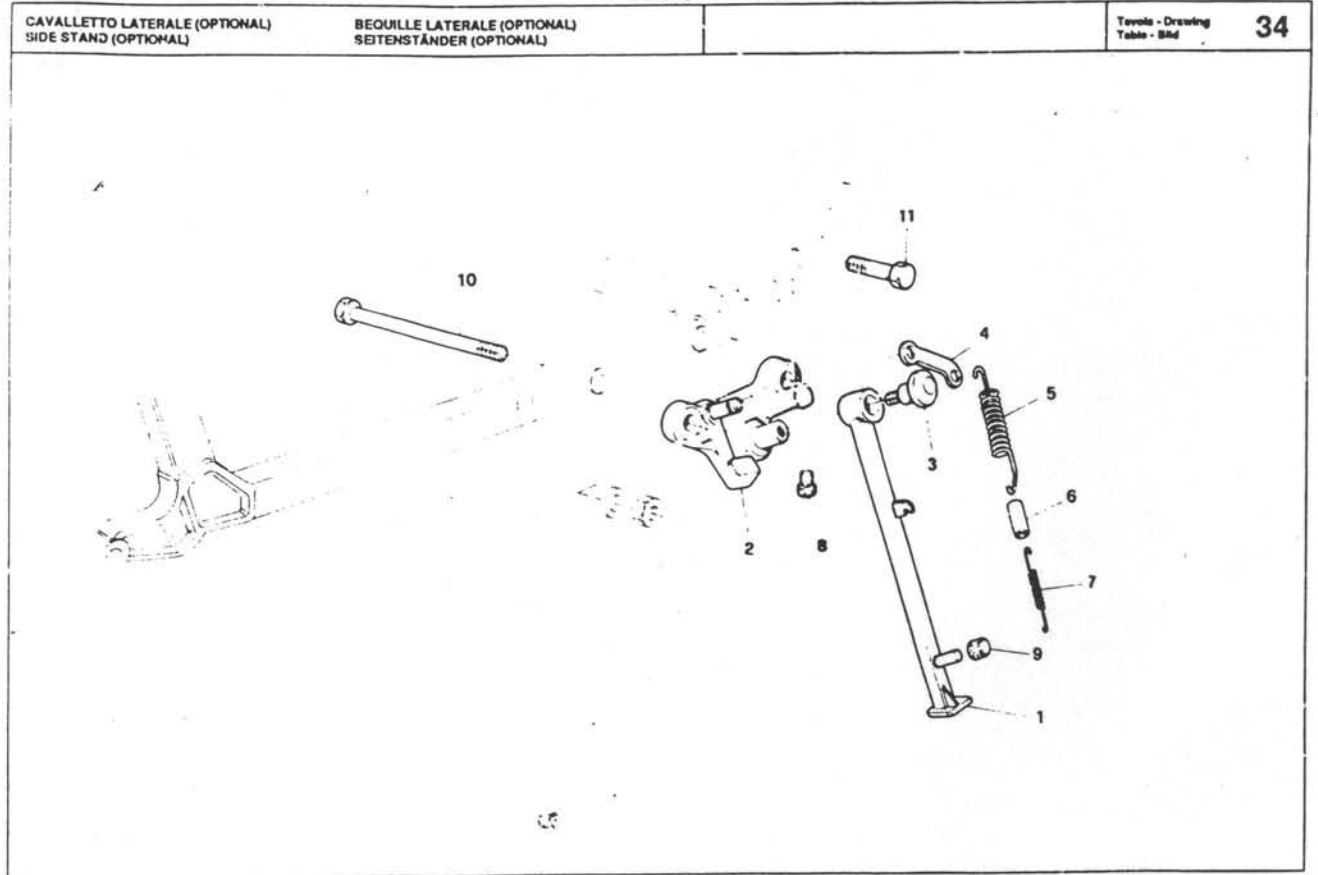 CAVALLETTO LATERALE (OPTIONAL)
SIDE STAND (OPTIONAL)
BEQUILLE LATERALE (OPTIONAL)
SEITENSTÄNDER (OPTIONAL)
Tavola - Drawing
Table - Bild
34
11
10
4
5
3
6
2
8
7
9
1